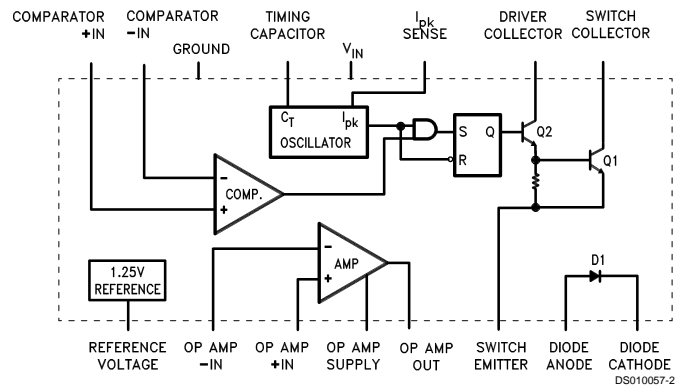 COMPARATOR
+IN
COMPARATOR
−IN
GROUND
TIMING
CAPACITOR
VIN
Ipk
SENSE
DRIVER
COLLECTOR
SWITCH
COLLECTOR
CT
Ipk
OSCILLATOR
S
Q
R
Q2
Q1
−
COMP.
+
−
AMP
+
1.25V
REFERENCE
D1
REFERENCE
VOLTAGE
OP AMP
−IN
OP AMP
+IN
OP AMP
SUPPLY
OP AMP
OUT
SWITCH
EMITTER
DIODE
ANODE
DIODE
CATHODE
DS010057-2